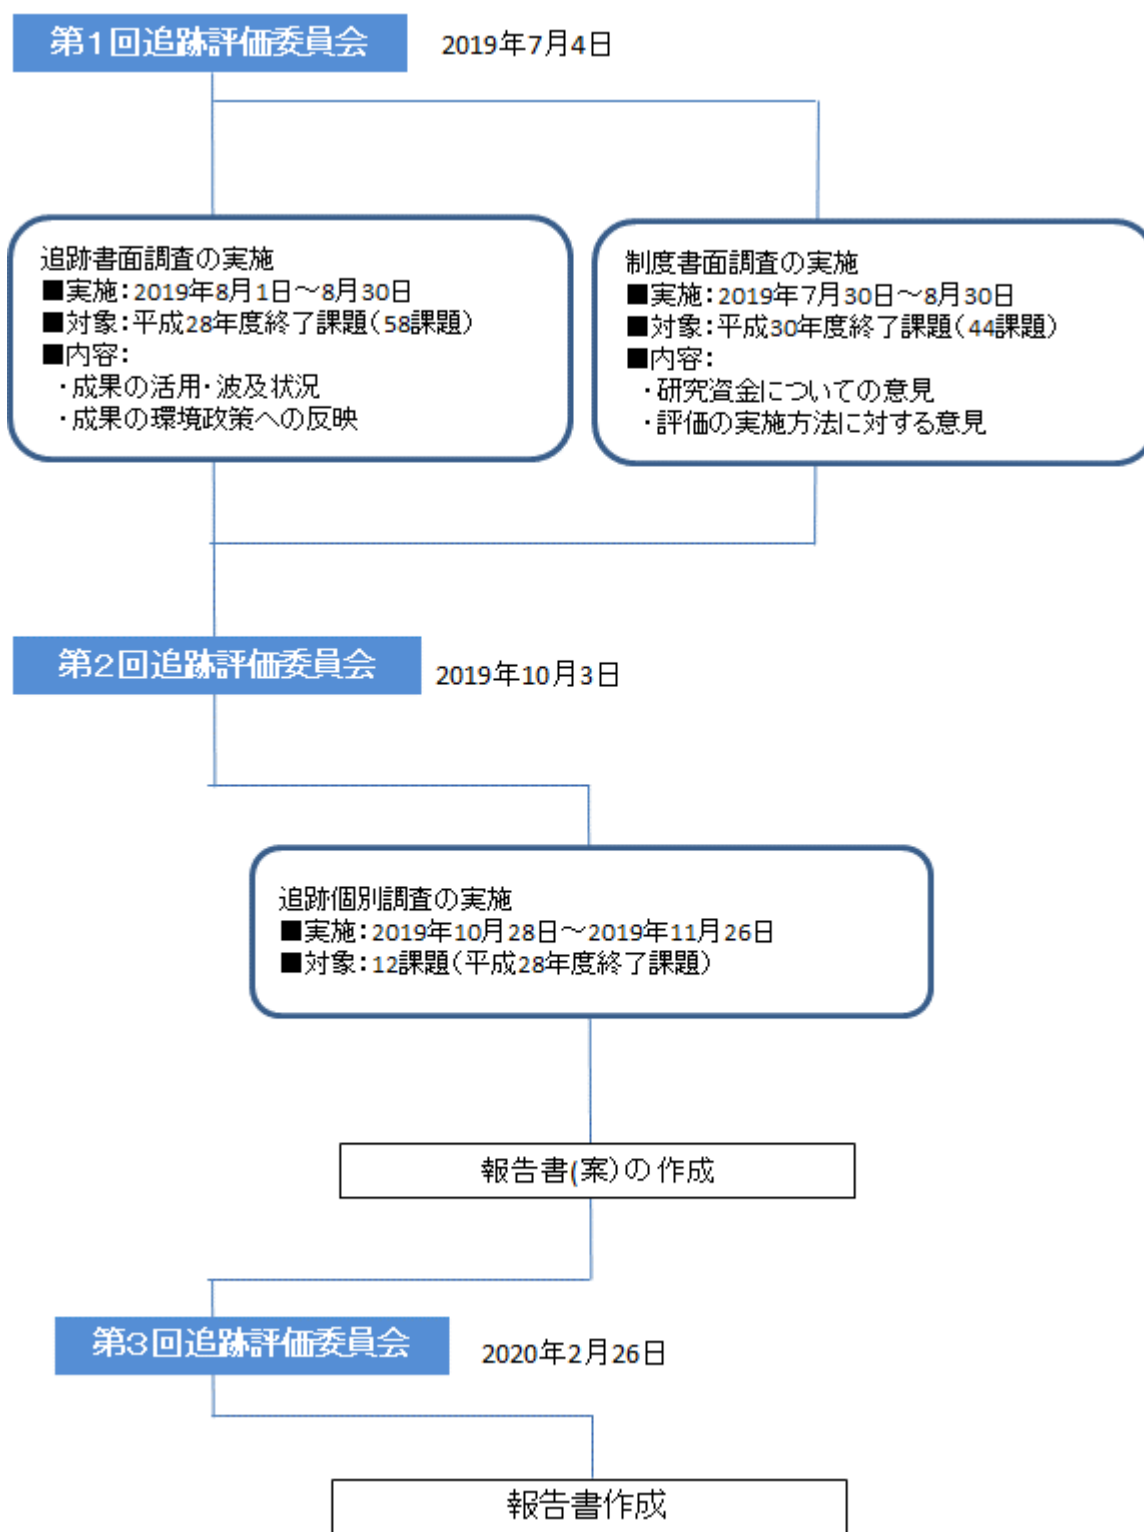 第1回追跡評価委員会
2019年7月4日
追跡書面調査の実施
■実施：2019年8月1日～8月30日
■対象：平成28年度終了課題（58課題）
■内容：
・成果の活用・波及状況
・成果の環境政策への反映
制度書面調査の実施
■実施：2019年7月30日～8月30日
■対象：平成30年度終了課題（44課題）
■内容：
・研究資金についての意見
・評価の実施方法に対する意見
第2回追跡評価委員会
2019年10月3日
追跡個別調査の実施
■実施：2019年10月28日～2019年11月26日
■対象：12課題（平成28年度終了課題）
報告書(案)の作成
第3回追跡評価委員会
2020年2月26日
報告書作成